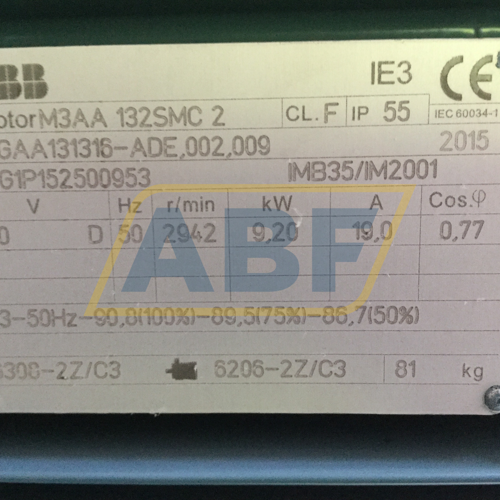 BB IE3 CE
otor M3AA 132SMC 2 CL. F IP 55 IEC 60034-1
GAA131316-ADE,002,009 2015
G1P152500953 IMB35/IM2001
V Hz r/min kW A Cos.φ
0 D 50 2942 9,20 19,0 0,77
3-50Hz-90,8(100%)-89,5(75%)-86,7(50%)
6308-2Z/C3 6206-2Z/C3 81 kg
ABF